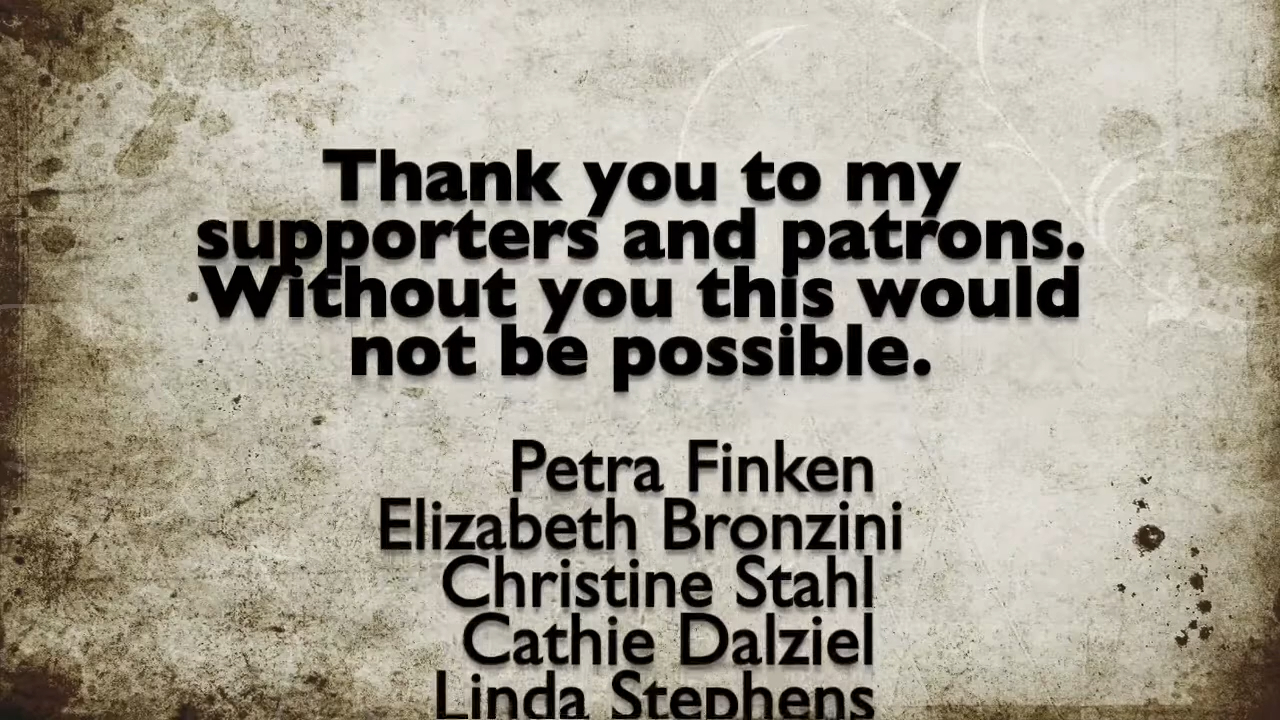 Thank you to my
supporters and patrons.
Without you this would
not be possible.
Petra Finken
Elizabeth Bronzini
Christine Stahl
Cathie Dalziel
Linda Stephens